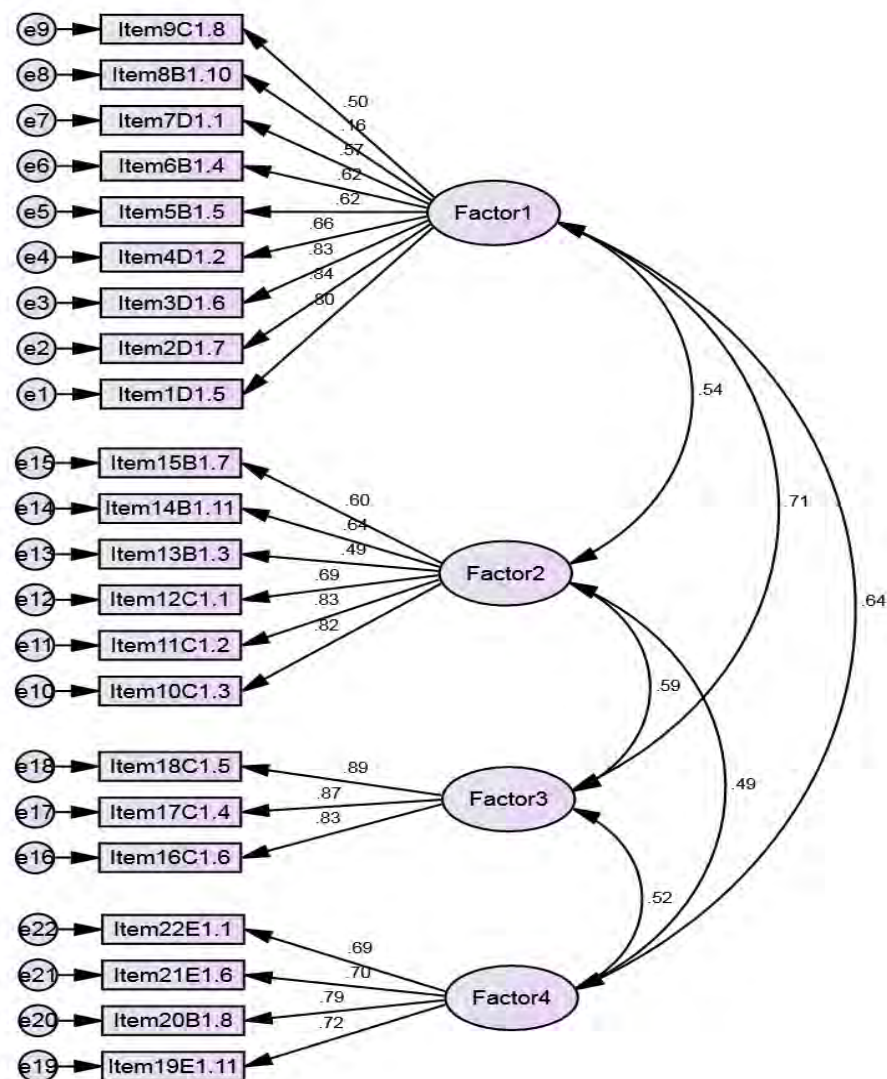 e9 Item9C1.8
e8 Item8B1.10
.50
e7 Item7D1.1
.16
.57
e6 Item6B1.4
.62
.62
e5 Item5B1.5
Factor1
.66
e4 Item4D1.2
.83
.84
e3 Item3D1.6
.80
e2 Item2D1.7
e1 Item1D1.5
.54
e15 Item15B1.7
.60
.71
e14 Item14B1.11
.64
e13 Item13B1.3
.49
Factor2
.69
e12 Item12C1.1
.64
.83
e11 Item11C1.2
.82
e10 Item10C1.3
.59
e18 Item18C1.5
.89
.49
.87
e17 Item17C1.4
Factor3
.83
e16 Item16C1.6
.52
e22 Item22E1.1
.69
e21 Item21E1.6
.70
Factor4
.79
e20 Item20B1.8
.72
e19 Item19E1.11